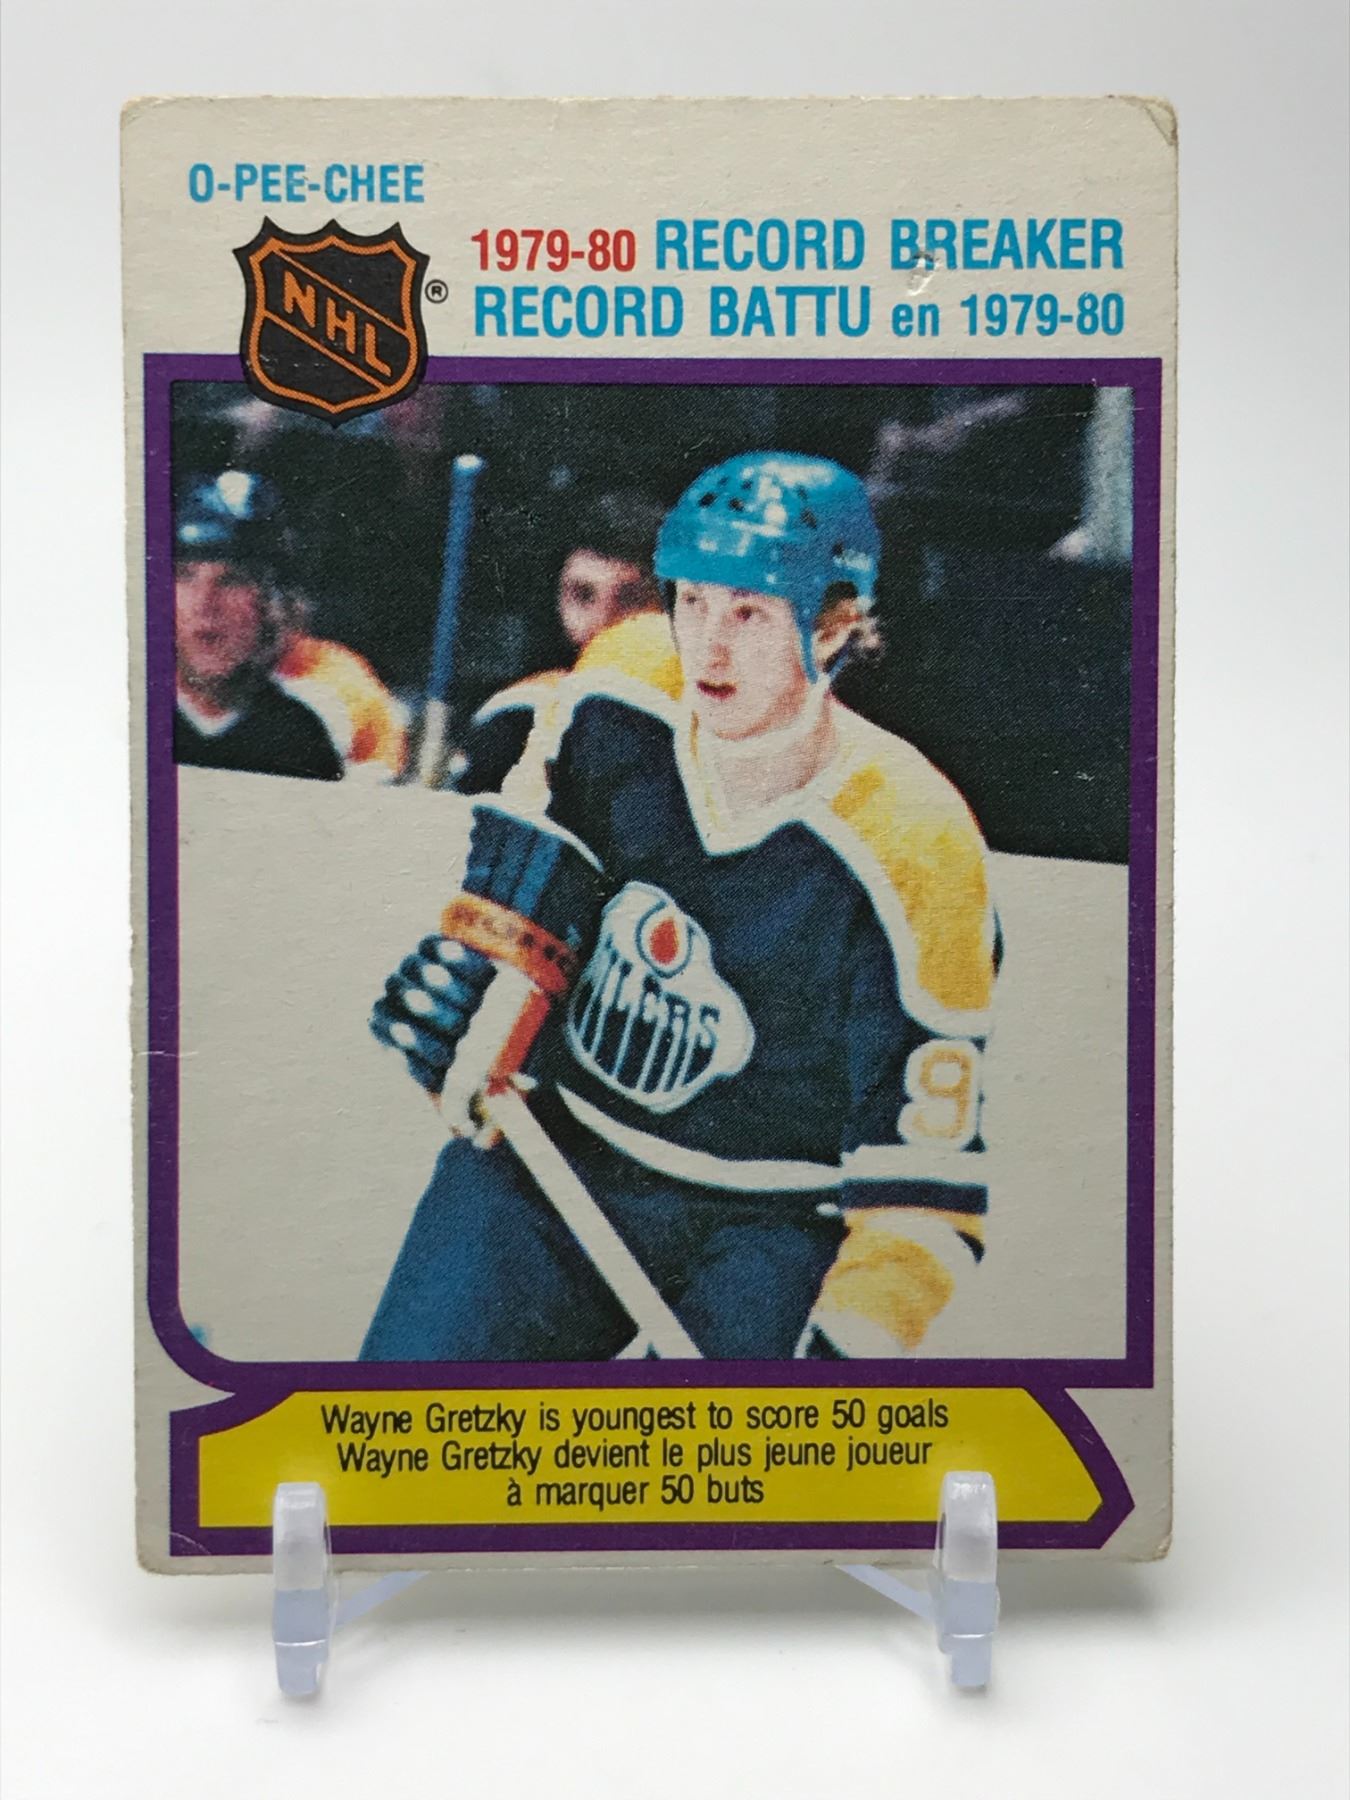 O-PEE-CHEE
NHL
®
1979-80 RECORD BREAKER
RECORD BATTU en 1979-80
OILERS
9
Wayne Gretzky is youngest to score 50 goals
Wayne Gretzky devient le plus jeune joueur
à marquer 50 buts